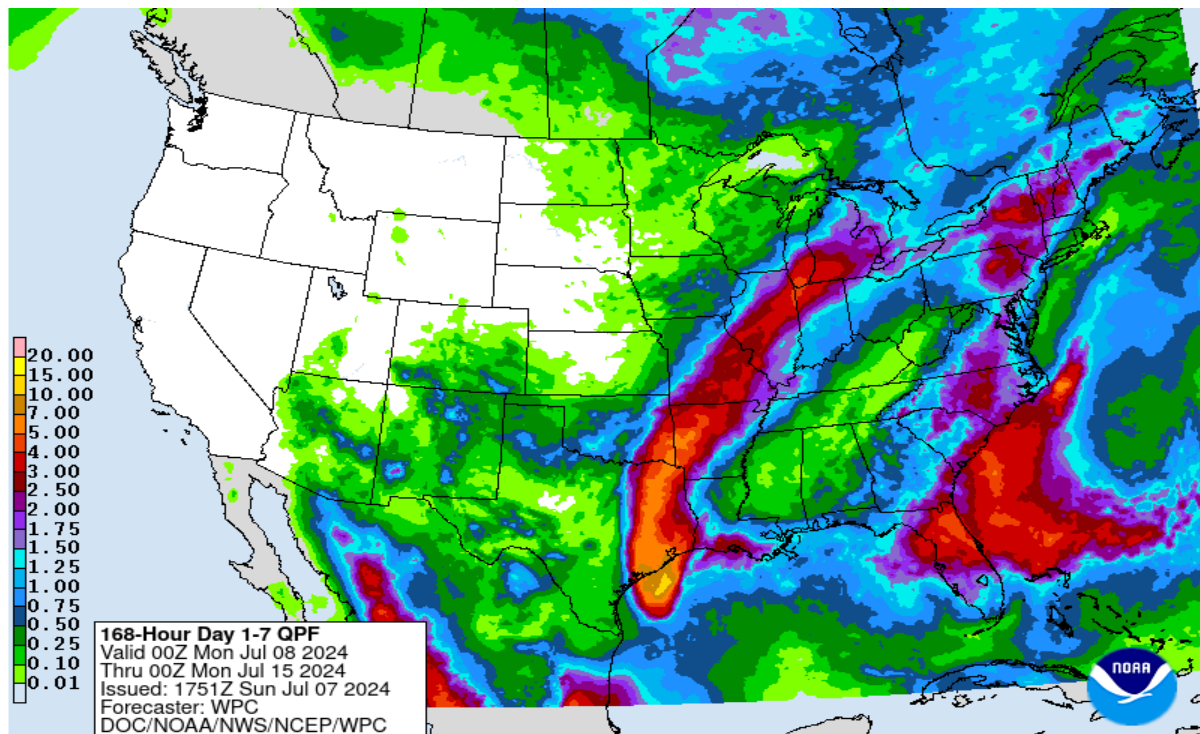 20.00
15.00
10.00
7.00
5.00
4.00
3.00
2.50
2.00
1.75
1.50
1.25
1.00
0.75
0.50
0.25
0.10
0.01
168-Hour Day 1-7 QPF
Valid 00Z Mon Jul 08 2024
Thru 00Z Mon Jul 15 2024
Issued: 1751Z Sun Jul 07 2024
Forecaster: WPC
DOC/NOAA/NWS/NCEP/WPC
NOAA